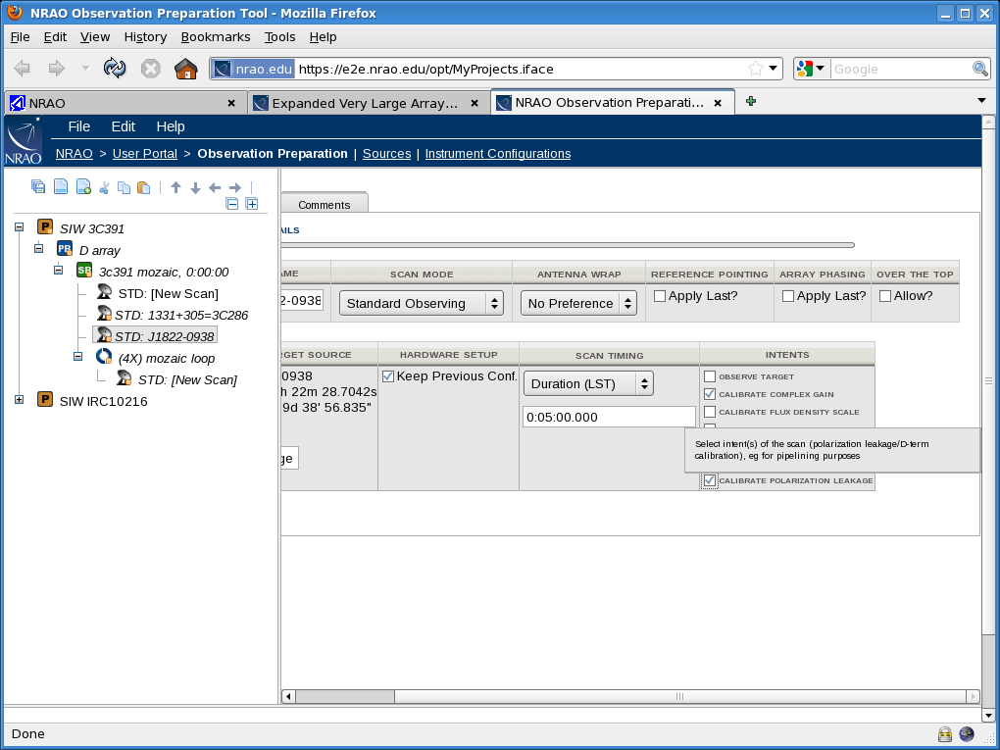 NRAO Observation Preparation Tool - Mozilla Firefox
File Edit View History Bookmarks Tools Help
nrao.edu https://e2e.nrao.edu/opt/MyProjects.iface Google
NRAO Expanded Very Large Array... NRAO Observation Preparati...
File Edit Help
NRAO
NRAO > User Portal > Observation Preparation | Sources | Instrument Configurations
SIW 3C391
D array
3c391 mozaic, 0:00:00
STD: [New Scan]
STD: 1331+305=3C286
STD: J1822-0938
(4X) mozaic loop
STD: [New Scan]
SIW IRC10216
Comments
AILS
AME SCAN MODE ANTENNA WRAP REFERENCE POINTING ARRAY PHASING OVER THE TOP
2-0938 Standard Observing No Preference Apply Last? Apply Last? Allow?
RGET SOURCE HARDWARE SETUP SCAN TIMING INTENTS
0938 Keep Previous Conf. Duration (LST) OBSERVE TARGET
h 22m 28.7042s CALIBRATE COMPLEX GAIN
9d 38' 56.835" 0:05:00.000 CALIBRATE FLUX DENSITY SCALE
Select intent(s) of the scan (polarization leakage/D-term
calibration), eg for pipelining purposes
ge
CALIBRATE POLARIZATION LEAKAGE
Done